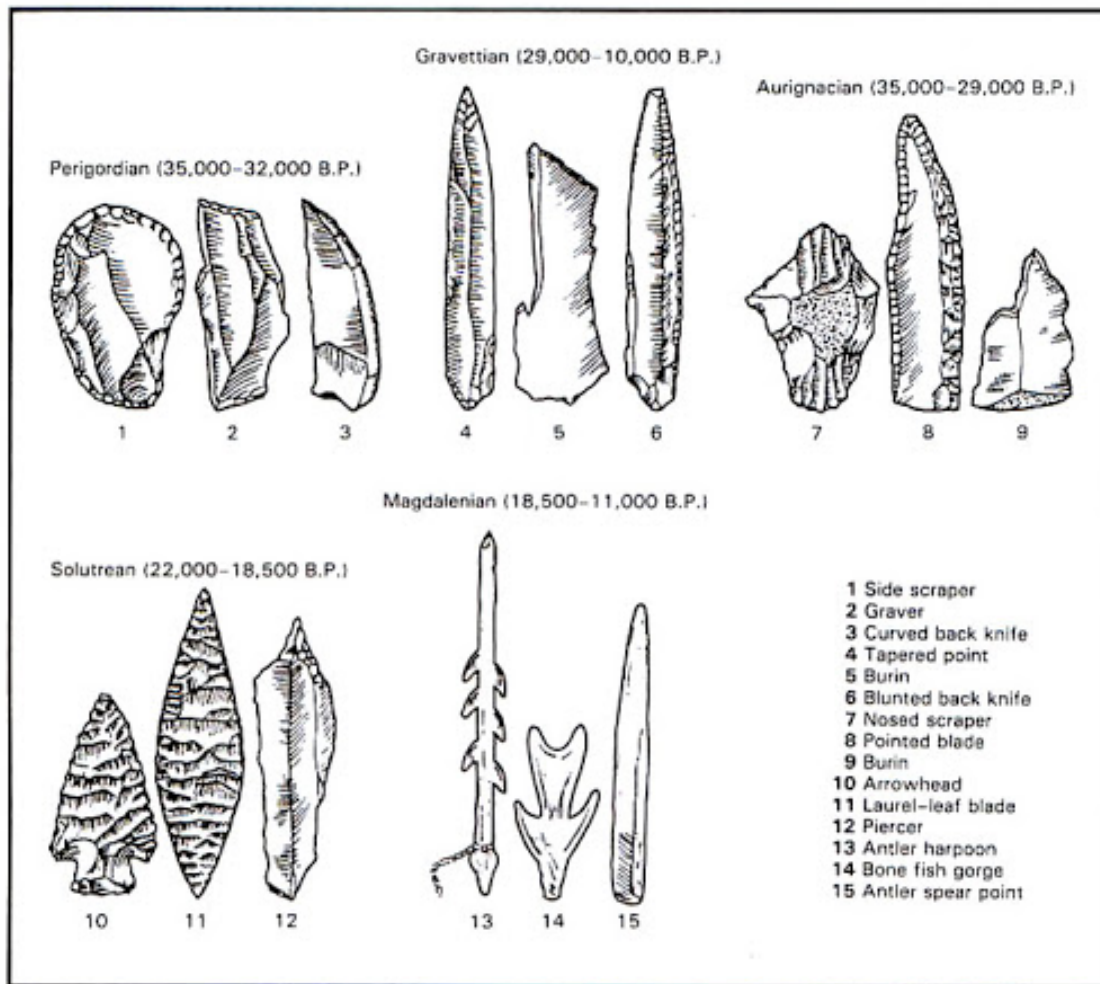 Gravettian (29,000–10,000 B.P.)
Aurignacian (35,000–29,000 B.P.)
Perigordian (35,000–32,000 B.P.)
1 2 3 4 5 6 7 8 9
Magdalenian (18,500–11,000 B.P.)
Solutrean (22,000–18,500 B.P.)
10 11 12 13 14 15
1 Side scraper
2 Graver
3 Curved back knife
4 Tapered point
5 Burin
6 Blunted back knife
7 Nosed scraper
8 Pointed blade
9 Burin
10 Arrowhead
11 Laurel-leaf blade
12 Piercer
13 Antler harpoon
14 Bone fish gorge
15 Antler spear point